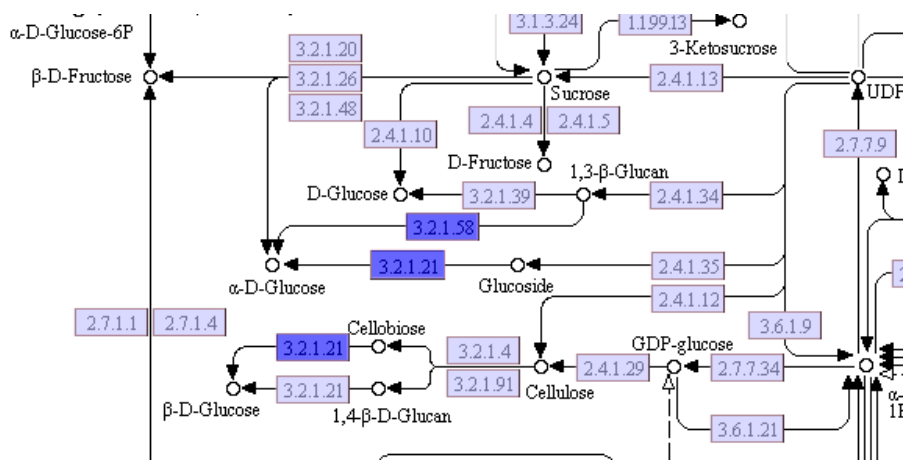 3.1.3.24
1.1.99.13
α-D-Glucose-6P
3-Ketosucrose
3.2.1.20
β-D-Fructose
3.2.1.26
2.4.1.13
Sucrose
UDP
3.2.1.48
2.4.1.10
2.4.1.4
2.4.1.5
2.7.7.9
D-Fructose
1,3-β-Glucan
D-Glucose
3.2.1.39
2.4.1.34
3.2.1.58
3.2.1.21
2.4.1.35
α-D-Glucose
Glucoside
2.4.1.12
2.7.1.1
2.7.1.4
3.6.1.9
Cellobiose
3.2.1.21
3.2.1.4
GDP-glucose
2.4.1.29
2.7.7.34
3.2.1.21
3.2.1.91
Cellulose
β-D-Glucose
1,4-β-D-Glucan
α-
1P
3.6.1.21